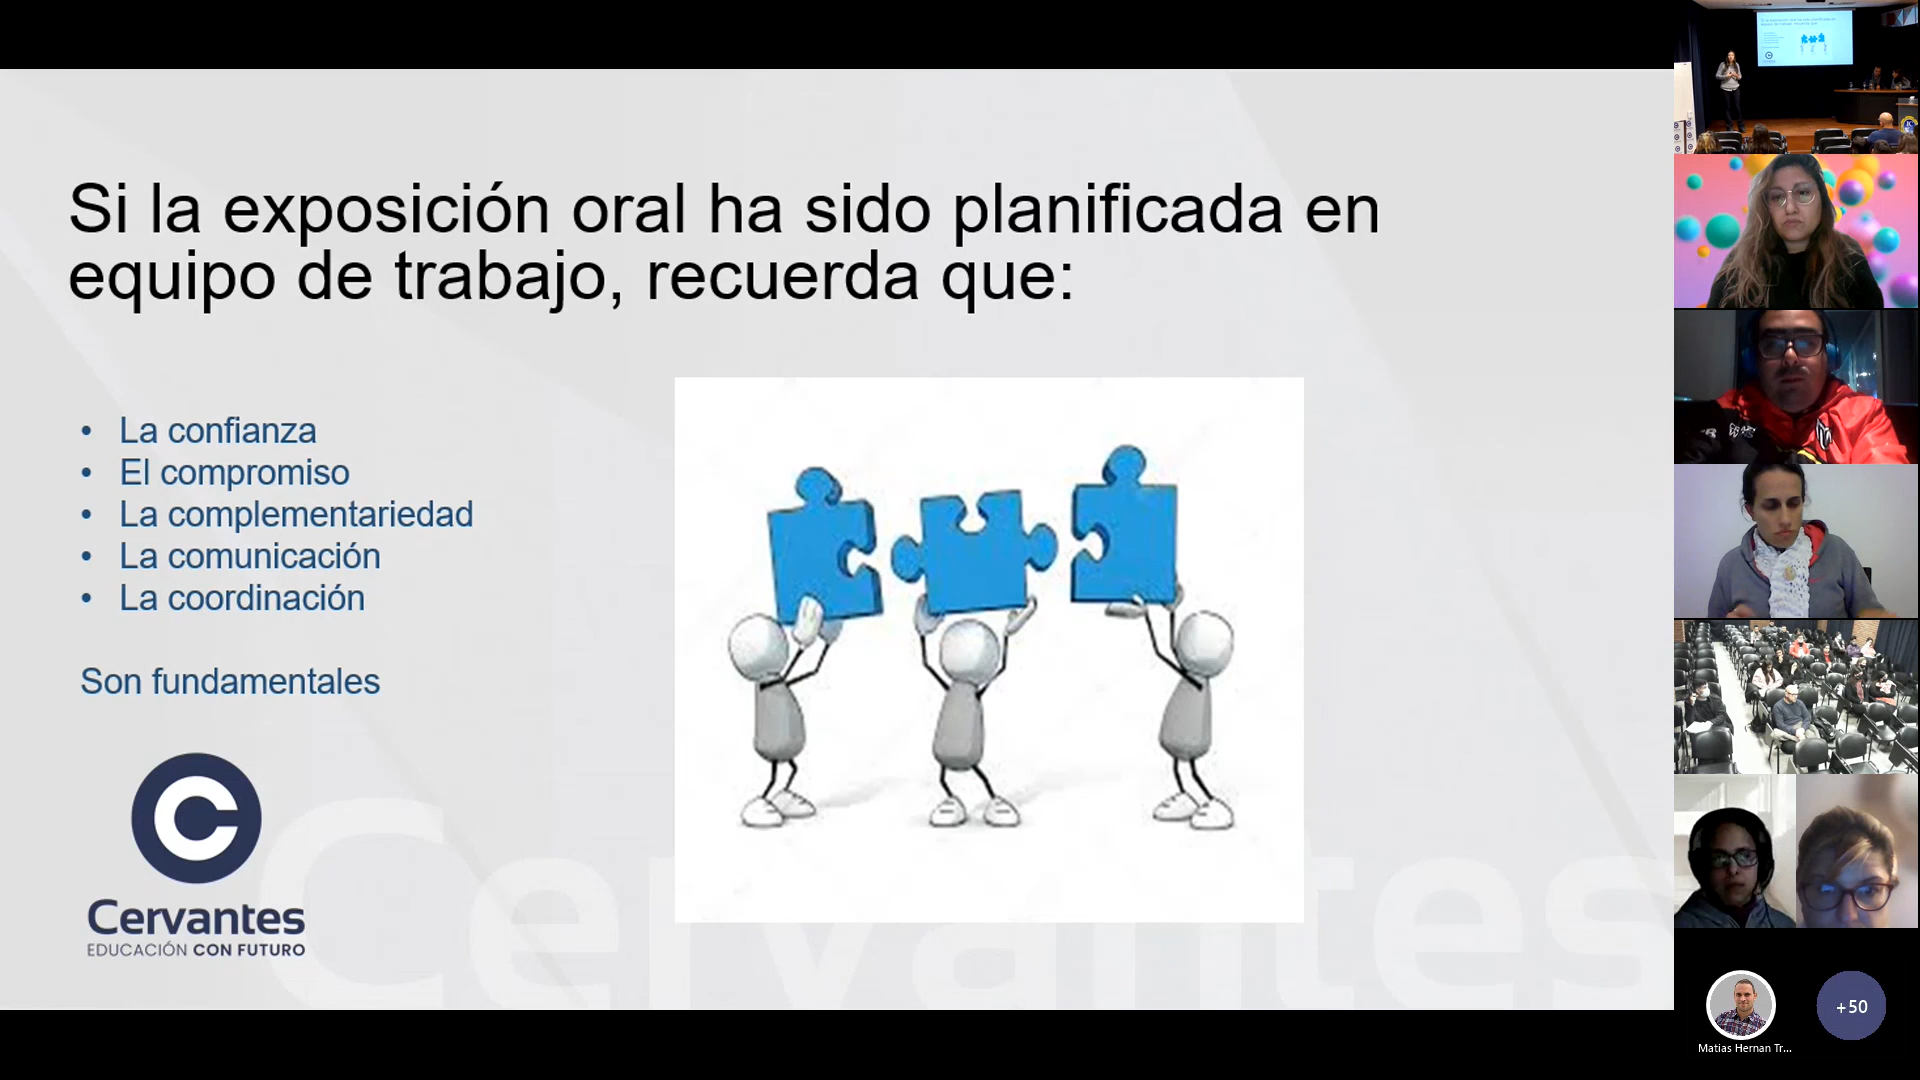 Si la exposición oral ha sido planificada en
equipo de trabajo, recuerda que:
• La confianza
• El compromiso
• La complementariedad
• La comunicación
• La coordinación
Son fundamentales
Cervantes
EDUCACIÓN CON FUTURO
Cervantes
Matias Hernan Tr...
+50